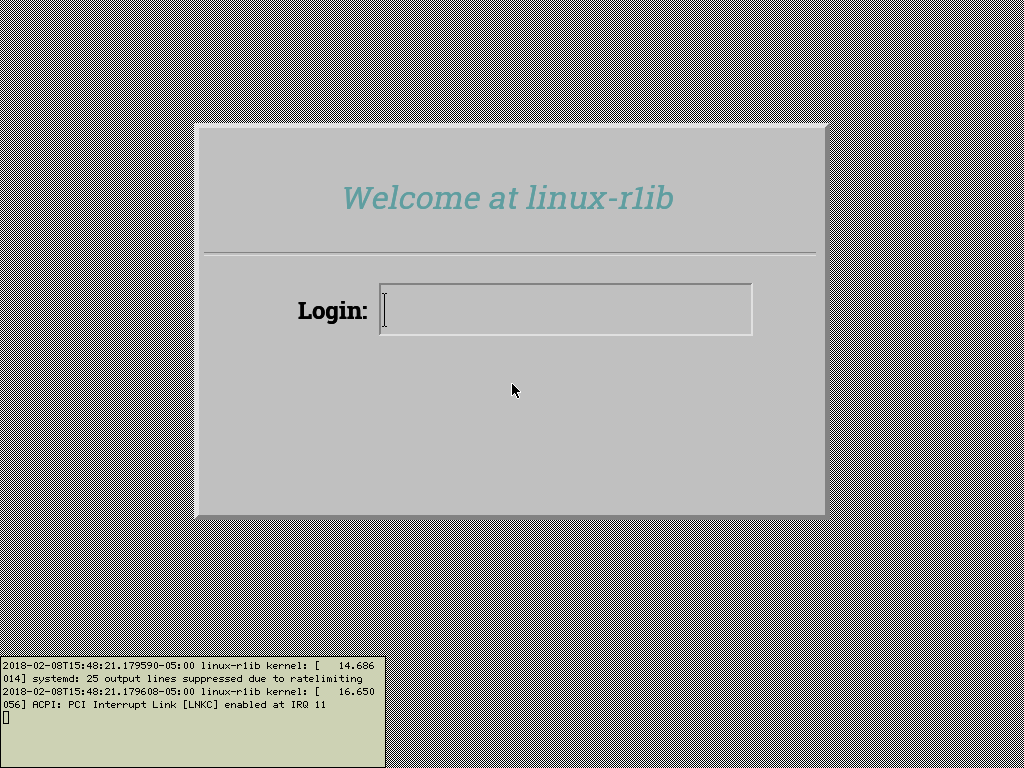 Welcome at linux-r1ib
Login:
2018-02-08T15:48:21.179590-05:00 linux-r1ib kernel: [   14.686
014] systemd: 25 output lines suppressed due to ratelimiting
2018-02-08T15:48:21.179608-05:00 linux-r1ib kernel: [   16.650
056] ACPI: PCI Interrupt Link [LNKC] enabled at IRQ 11